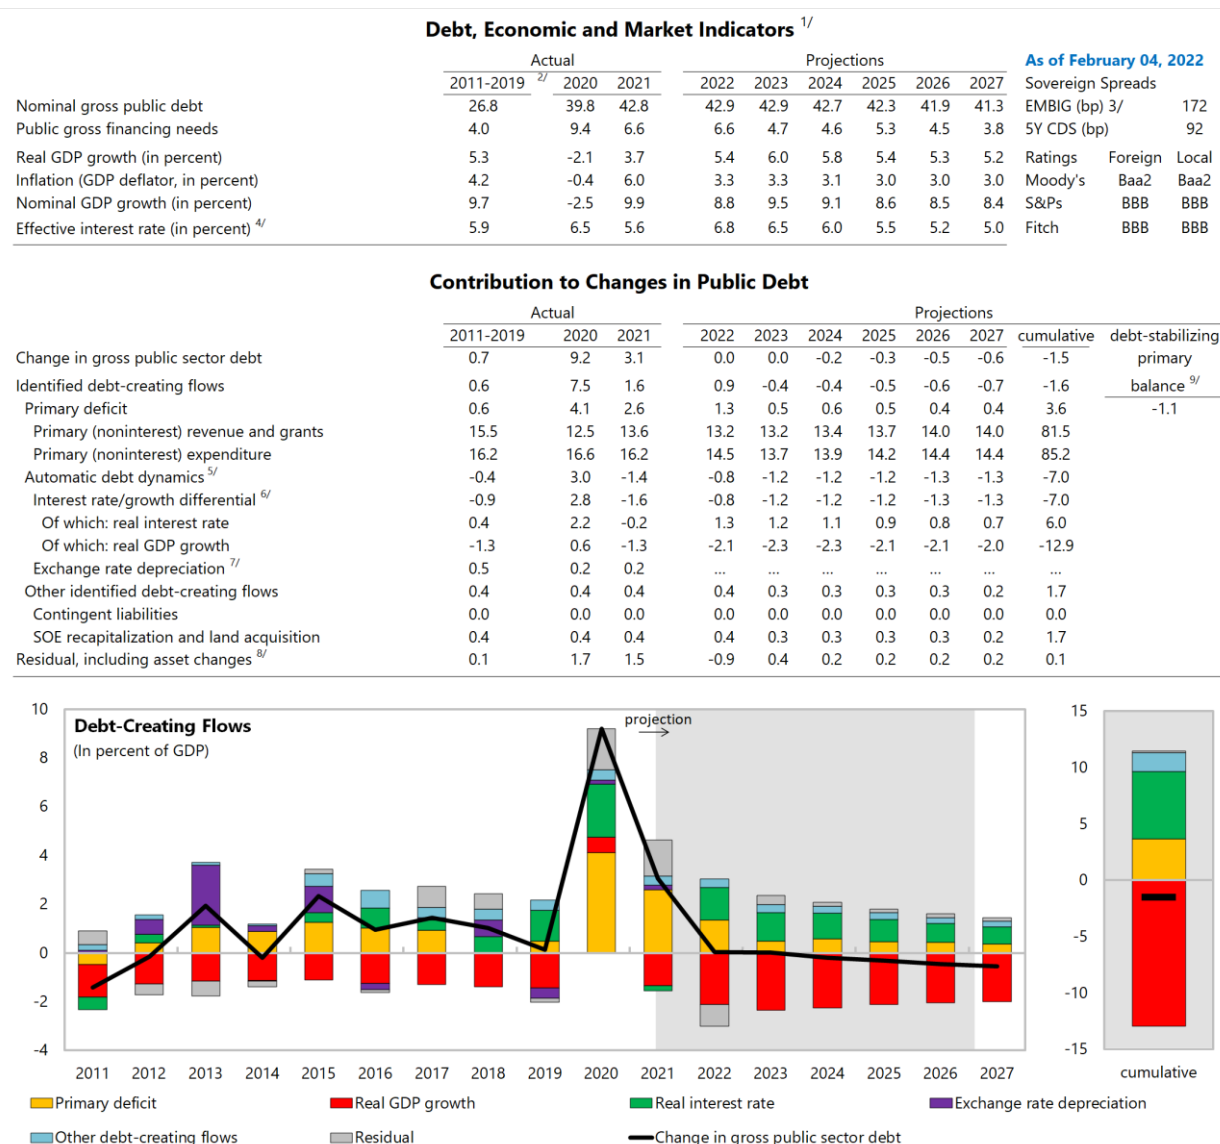 Debt, Economic and Market Indicators 1/
Actual Projections As of February 04, 2022
2011-2019 2/ 2020 2021 2022 2023 2024 2025 2026 2027 Sovereign Spreads
Nominal gross public debt 26.8 39.8 42.8 42.9 42.9 42.7 42.3 41.9 41.3 EMBIG (bp) 3/ 172
Public gross financing needs 4.0 9.4 6.6 6.6 4.7 4.6 5.3 4.5 3.8 5Y CDS (bp) 92
Real GDP growth (in percent) 5.3 -2.1 3.7 5.4 6.0 5.8 5.4 5.3 5.2 Ratings Foreign Local
Inflation (GDP deflator, in percent) 4.2 -0.4 6.0 3.3 3.3 3.1 3.0 3.0 3.0 Moody's Baa2 Baa2
Nominal GDP growth (in percent) 9.7 -2.5 9.9 8.8 9.5 9.1 8.6 8.5 8.4 S&Ps BBB BBB
Effective interest rate (in percent) 4/ 5.9 6.5 5.6 6.8 6.5 6.0 5.5 5.2 5.0 Fitch BBB BBB
Contribution to Changes in Public Debt
Actual Projections
2011-2019 2020 2021 2022 2023 2024 2025 2026 2027 cumulative debt-stabilizing
Change in gross public sector debt 0.7 9.2 3.1 0.0 0.0 -0.2 -0.3 -0.5 -0.6 -1.5 primary
Identified debt-creating flows 0.6 7.5 1.6 0.9 -0.4 -0.4 -0.5 -0.6 -0.7 -1.6 balance 9/
Primary deficit 0.6 4.1 2.6 1.3 0.5 0.6 0.5 0.4 0.4 3.6 -1.1
Primary (noninterest) revenue and grants 15.5 12.5 13.6 13.2 13.2 13.4 13.7 14.0 14.0 81.5
Primary (noninterest) expenditure 16.2 16.6 16.2 14.5 13.7 13.9 14.2 14.4 14.4 85.2
Automatic debt dynamics 5/ -0.4 3.0 -1.4 -0.8 -1.2 -1.2 -1.2 -1.3 -1.3 -7.0
Interest rate/growth differential 6/ -0.9 2.8 -1.6 -0.8 -1.2 -1.2 -1.2 -1.3 -1.3 -7.0
Of which: real interest rate 0.4 2.2 -0.2 1.3 1.2 1.1 0.9 0.8 0.7 6.0
Of which: real GDP growth -1.3 0.6 -1.3 -2.1 -2.3 -2.3 -2.1 -2.1 -2.0 -12.9
Exchange rate depreciation 7/ 0.5 0.2 0.2 ... ... ... ... ... ... ...
Other identified debt-creating flows 0.4 0.4 0.4 0.4 0.3 0.3 0.3 0.3 0.2 1.7
Contingent liabilities 0.0 0.0 0.0 0.0 0.0 0.0 0.0 0.0 0.0 0.0
SOE recapitalization and land acquisition 0.4 0.4 0.4 0.4 0.3 0.3 0.3 0.3 0.2 1.7
Residual, including asset changes 8/ 0.1 1.7 1.5 -0.9 0.4 0.2 0.2 0.2 0.2 0.1
Debt-Creating Flows
(In percent of GDP)
projection
10
8
6
4
2
0
-2
-4
2011 2012 2013 2014 2015 2016 2017 2018 2019 2020 2021 2022 2023 2024 2025 2026 2027
15
10
5
0
-5
-10
-15
cumulative
Primary deficit Real GDP growth Real interest rate Exchange rate depreciation
Other debt-creating flows Residual Change in gross public sector debt